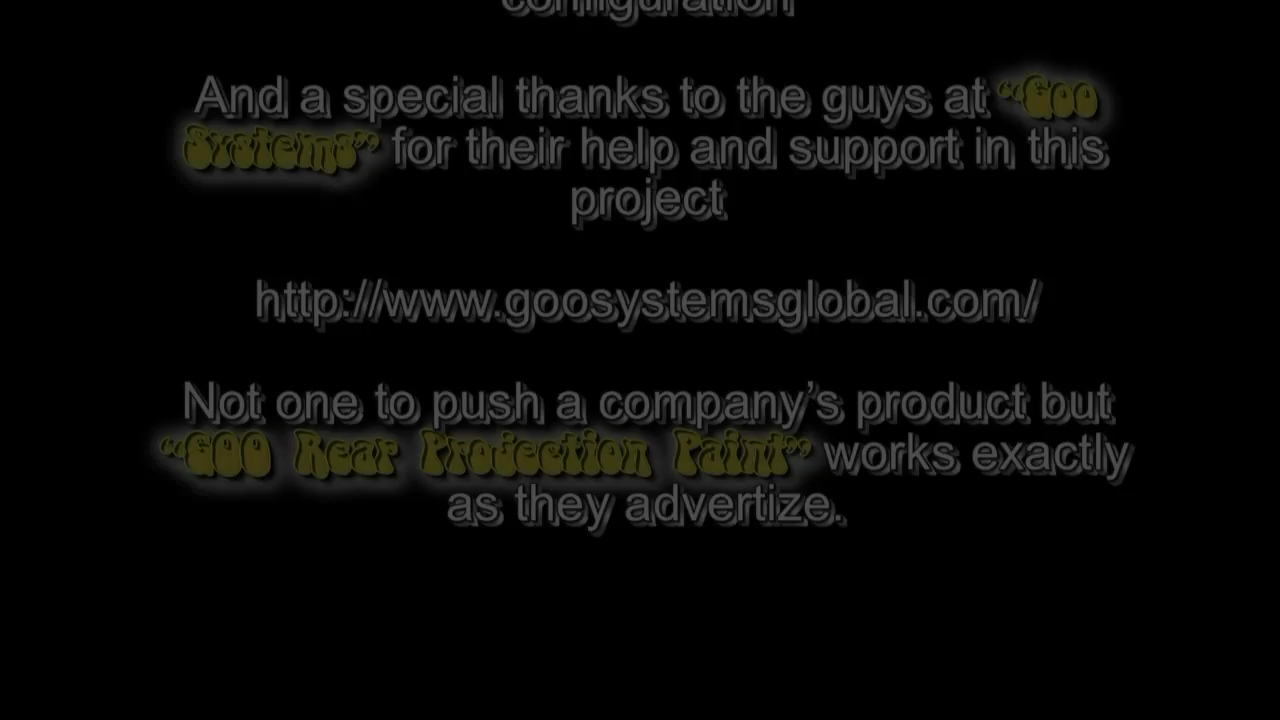 configuration
And a special thanks to the guys at “Goo
Systems” for their help and support in this
project
http://www.goosystemsglobal.com/
Not one to push a company’s product but
“GOO Rear Projection Paint” works exactly
as they advertize.